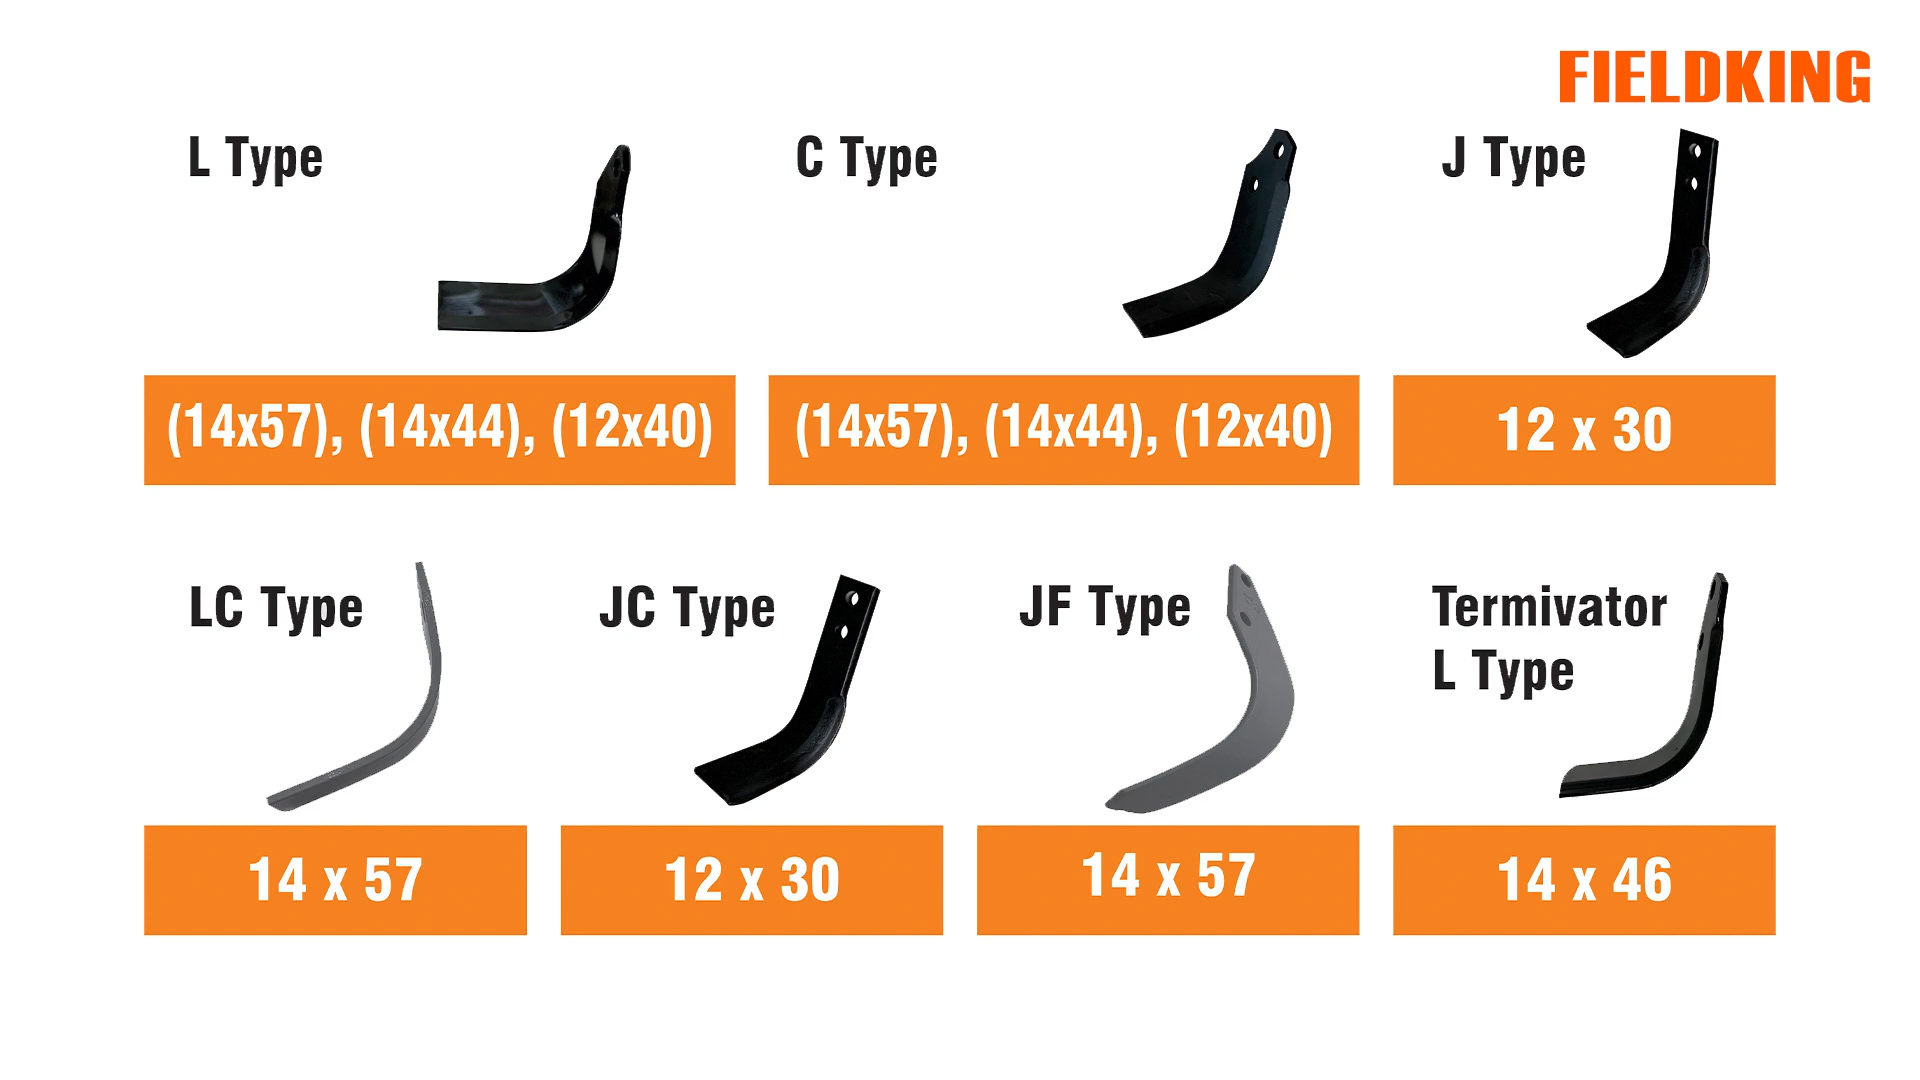 FIELDKING
L Type
C Type
J Type
(14x57), (14x44), (12x40)
(14x57), (14x44), (12x40)
12 x 30
LC Type
JC Type
JF Type
Termivator
L Type
14 x 57
12 x 30
14 x 57
14 x 46